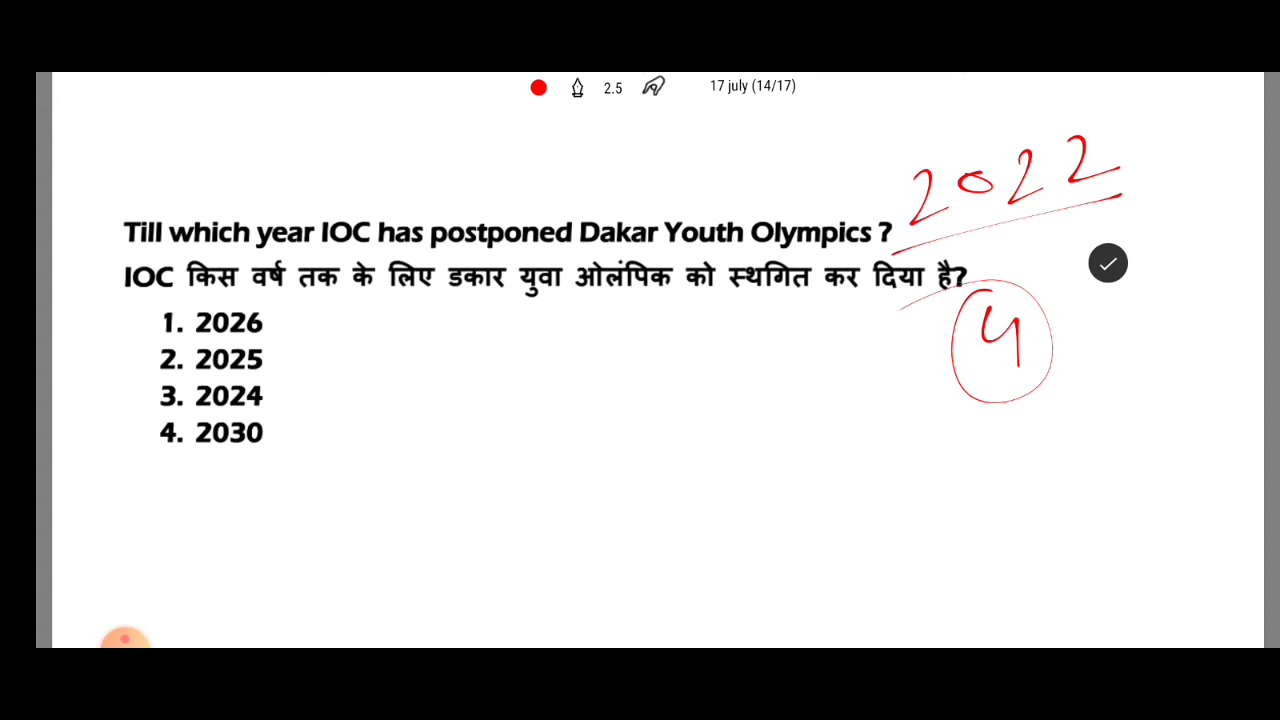 2.5 17 july (14/17)
2022
Till which year IOC has postponed Dakar Youth Olympics ?
IOC किस वर्ष तक के लिए डकार युवा ओलंपिक को स्थगित कर दिया है?
4
1. 2026
2. 2025
3. 2024
4. 2030